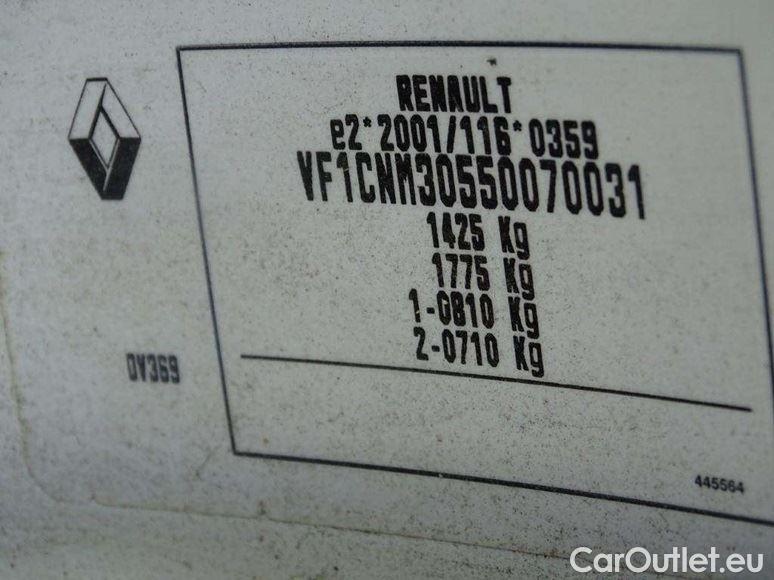 RENAULT
e2*2001/116*0359
VF1CNM30550070031
1425 Kg
1775 Kg
1-0810 Kg
2-0710 Kg
0V369
445564
CarOutlet.eu